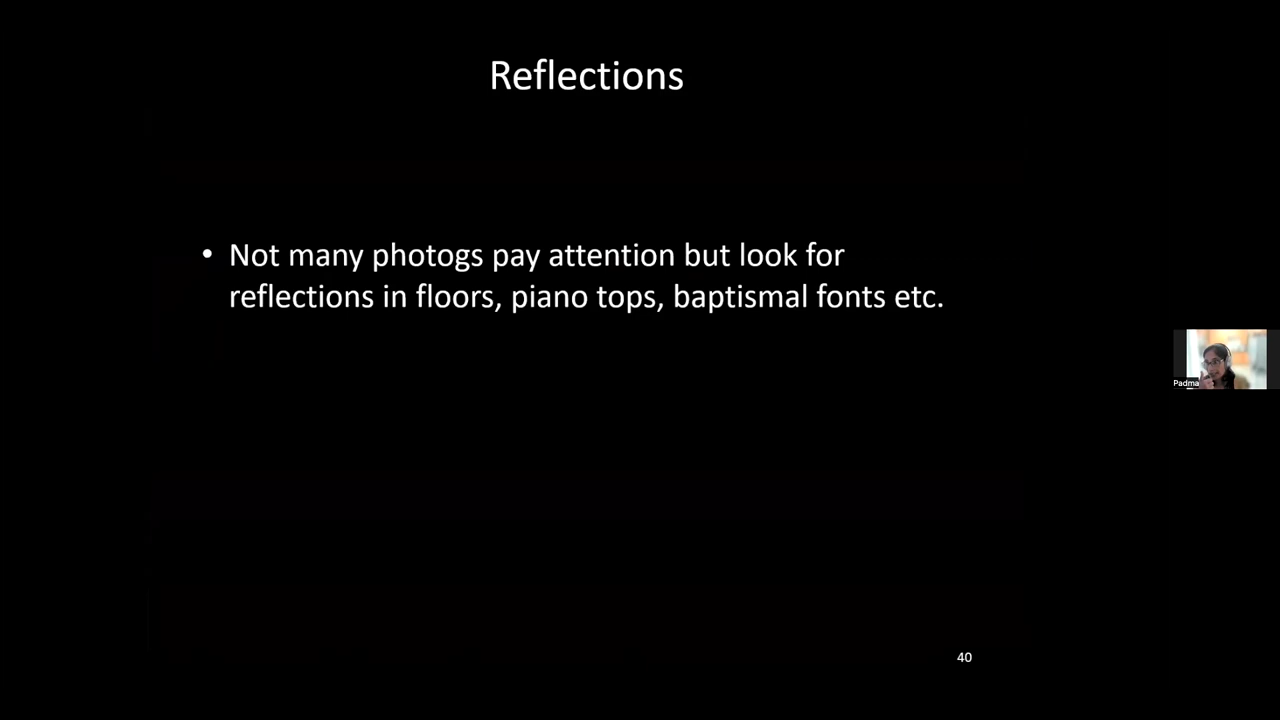 Reflections
• Not many photogs pay attention but look for
reflections in floors, piano tops, baptismal fonts etc.
Padma
40